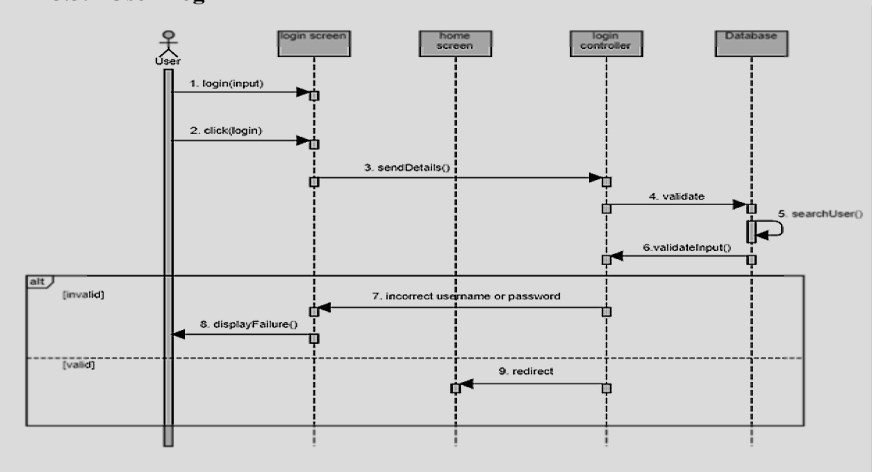 login screen
home
screen
login
controller
Database
User
1. login(input)
2. click(login)
3. sendDetails()
4. validate
5. searchUser()
6.validateInput()
alt
[invalid]
7. incorrect username or password
8. displayFailure()
[valid]
9. redirect